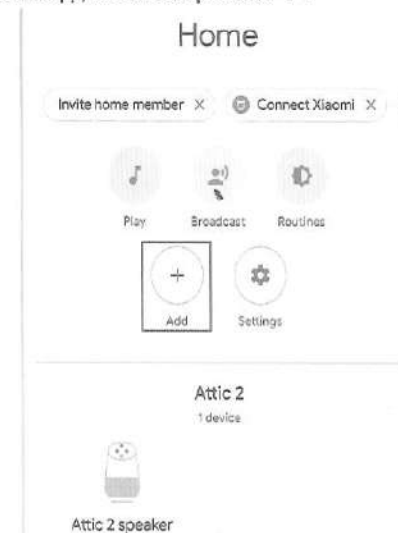 Home
Invite home member X Connect Xiaomi X
Play Broadcast Routines
+
Add Settings
Attic 2
1 device
Attic 2 speaker